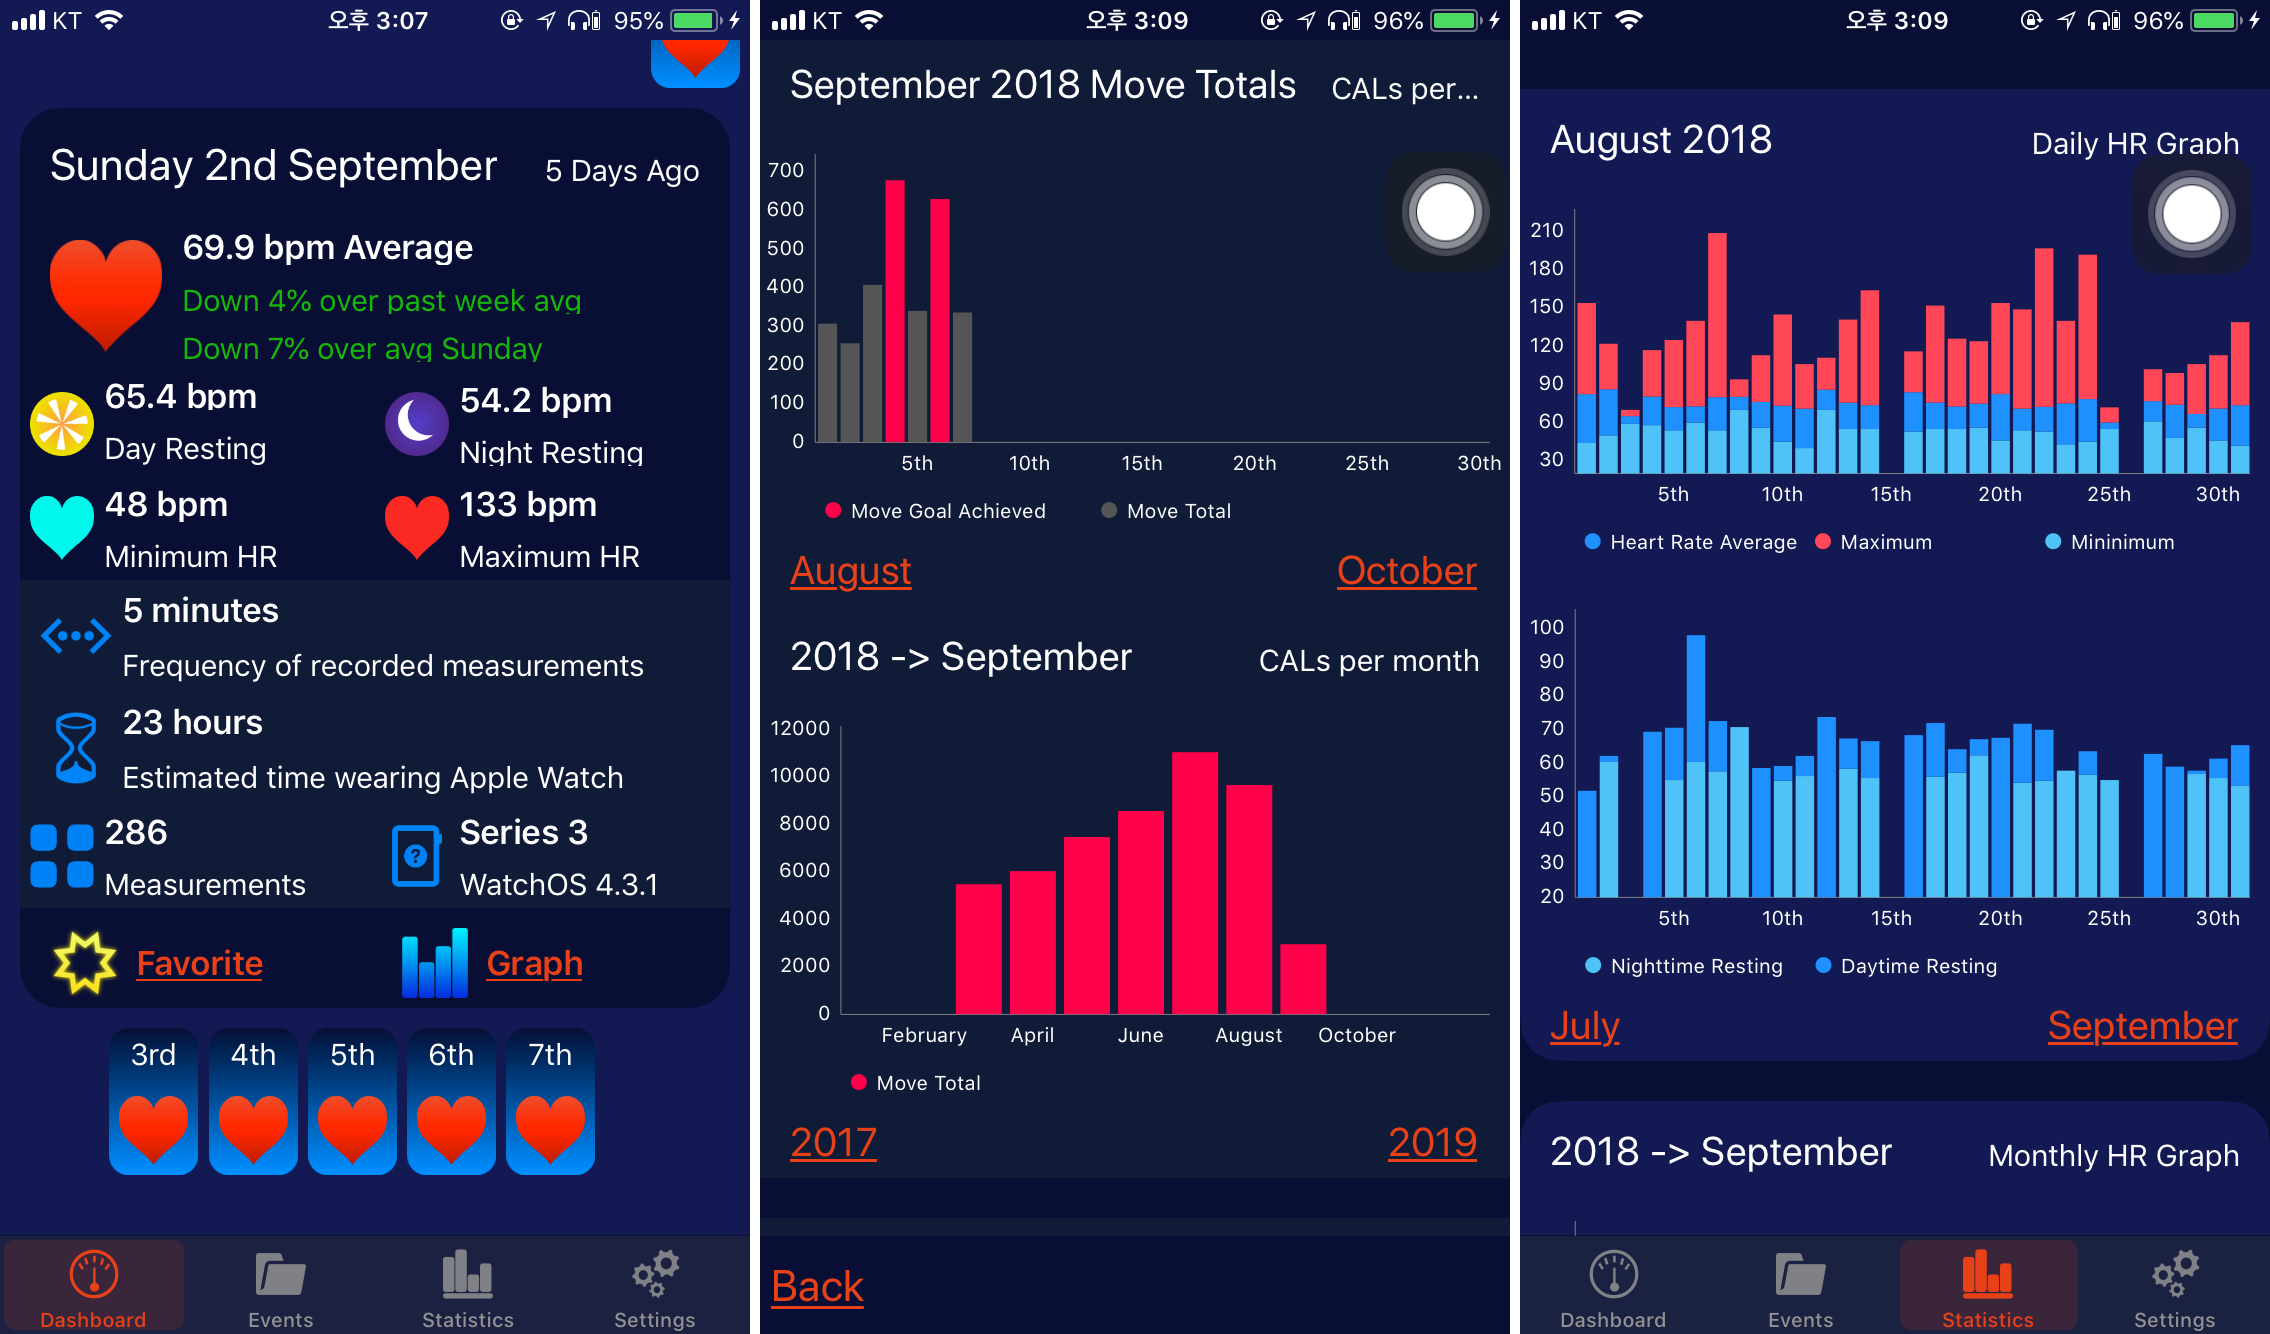 KT 오후 3:07 95%
Sunday 2nd September 5 Days Ago
69.9 bpm Average
Down 4% over past week avg
Down 7% over avg Sunday
65.4 bpm 54.2 bpm
Day Resting Night Resting
48 bpm 133 bpm
Minimum HR Maximum HR
5 minutes
Frequency of recorded measurements
23 hours
Estimated time wearing Apple Watch
286 Series 3
Measurements WatchOS 4.3.1
Favorite Graph
3rd 4th 5th 6th 7th
Dashboard Events Statistics Settings
KT 오후 3:09 96%
September 2018 Move Totals CALs per...
700
600
500
400
300
200
100
0
5th 10th 15th 20th 25th 30th
Move Goal Achieved Move Total
August October
2018 -> September CALs per month
12000
10000
8000
6000
4000
2000
0
February April June August October
Move Total
2017 2019
Back
KT 오후 3:09 96%
August 2018 Daily HR Graph
210
180
150
120
90
60
30
5th 10th 15th 20th 25th 30th
Heart Rate Average Maximum Mininimum
100
90
80
70
60
50
40
30
20
5th 10th 15th 20th 25th 30th
Nighttime Resting Daytime Resting
July September
2018 -> September Monthly HR Graph
Dashboard Events Statistics Settings